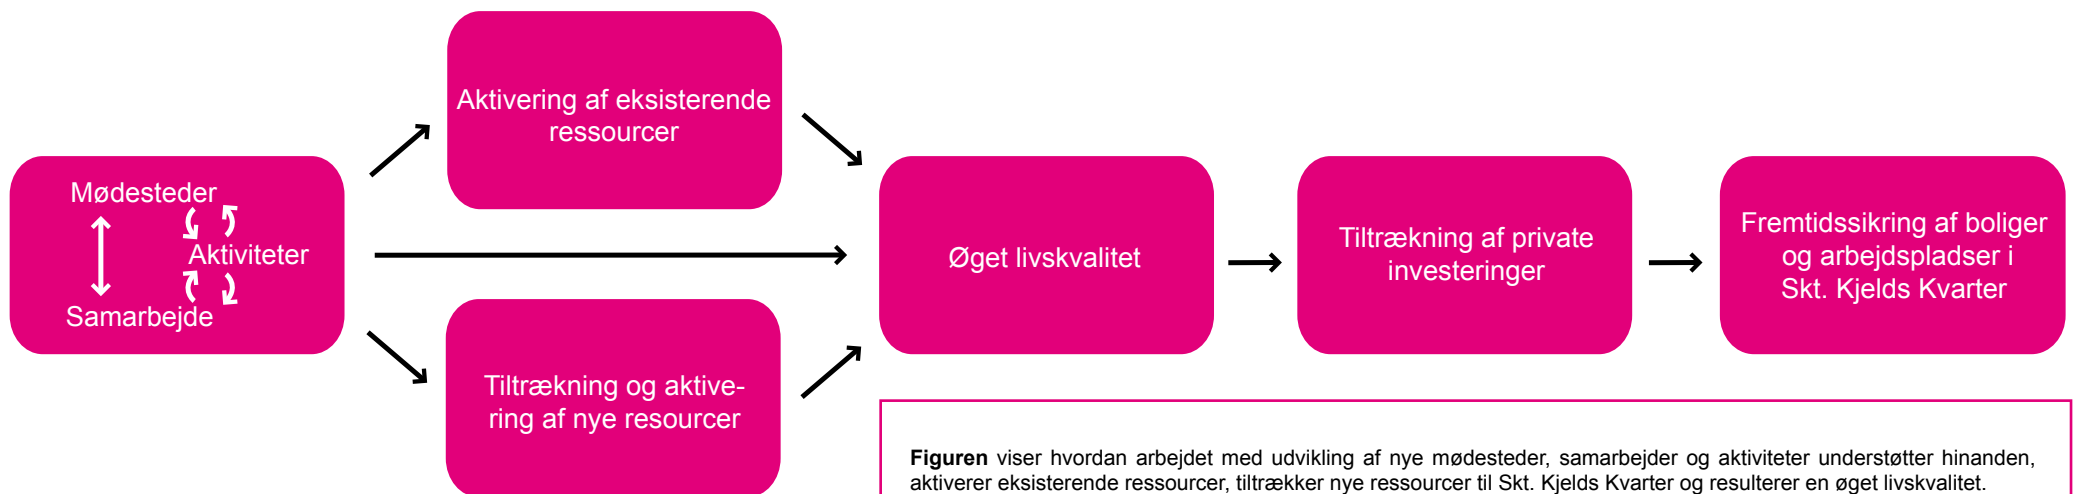 Mødesteder
Aktiviteter
Samarbejde
Aktivering af eksisterende
ressourcer
Tiltrækning og aktive-
ring af nye resourcer
Øget livskvalitet
Tiltrækning af private
investeringer
Fremtidssikring af boliger
og arbejdspladser i
Skt. Kjelds Kvarter
Figuren viser hvordan arbejdet med udvikling af nye mødesteder, samarbejder og aktiviteter understøtter hinanden,
aktiverer eksisterende ressourcer, tiltrækker nye ressourcer til Skt. Kjelds Kvarter og resulterer en øget livskvalitet.